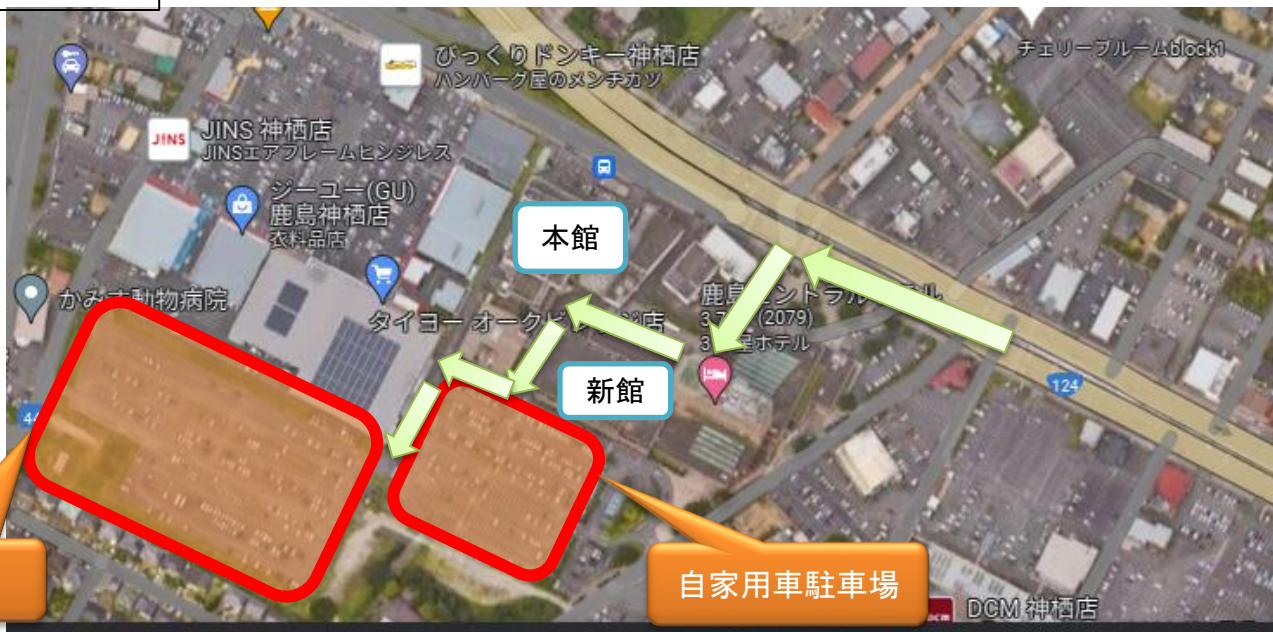 びっくりドンキー神栖店
ハンバーグ屋のメンチカツ
チェリーブルームblock1
JINS
JINS 神栖店
JINSエアフレームヒンジレス
ジーユー(GU)
鹿島神栖店
衣料品店
本館
かみす動物病院
タイヨー オークビレッジ店
鹿島セントラルホテル
(2079)
ホテル
新館
124
44
自家用車駐車場
DCM 神栖店